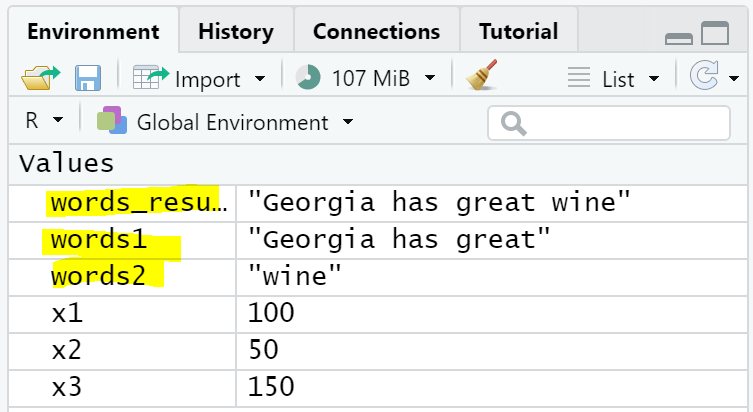 Environment History Connections Tutorial
Import 107 MiB List
R Global Environment
Values
words_resu… "Georgia has great wine"
words1 "Georgia has great"
words2 "wine"
x1 100
x2 50
x3 150